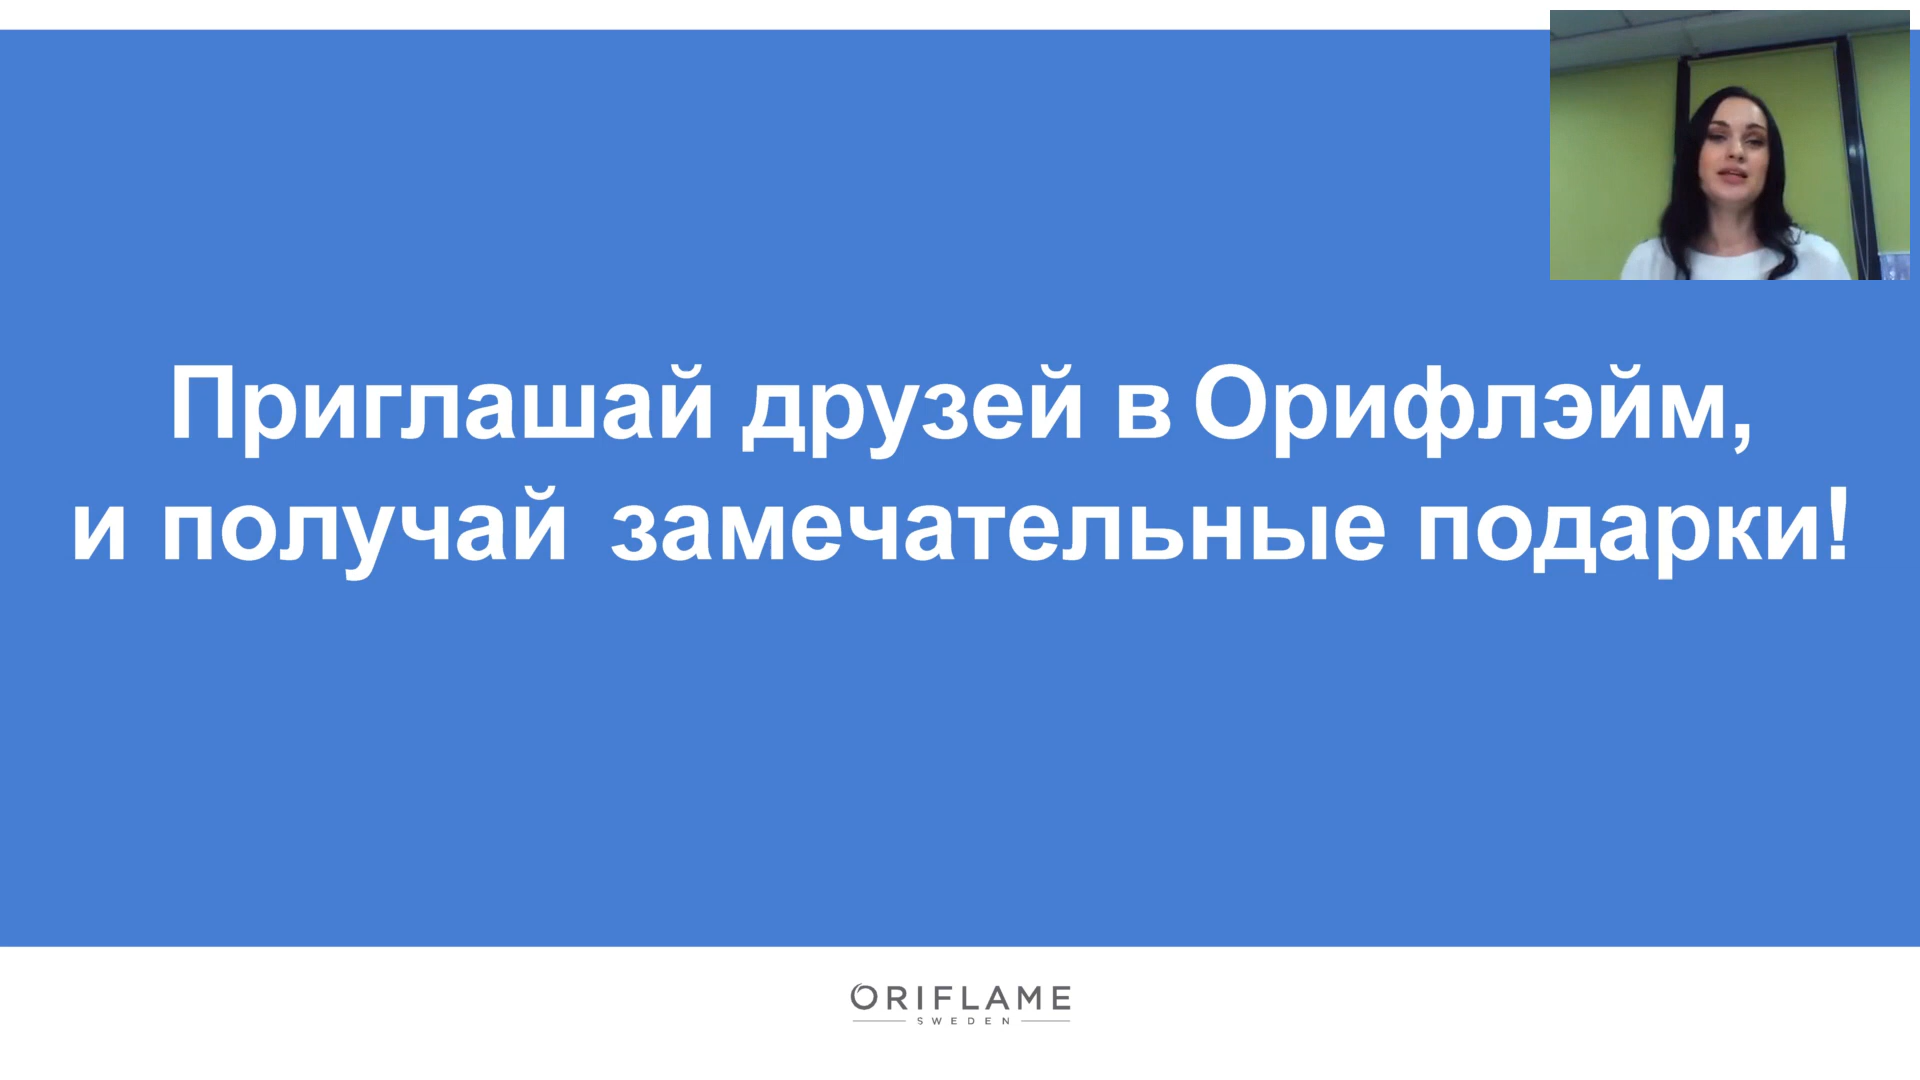 Приглашай друзей в Орифлэйм,
и получай замечательные подарки!
ORIFLAME
SWEDEN